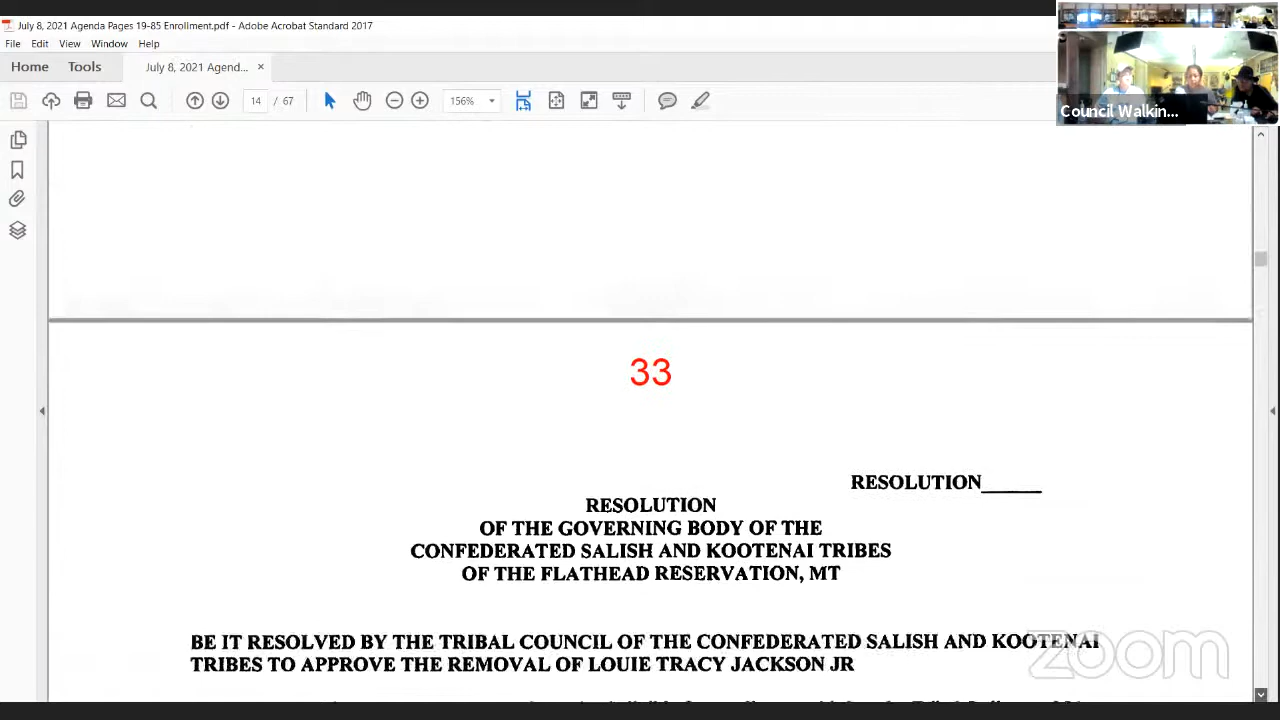 July 8, 2021 Agenda Pages 19-85 Enrollment.pdf - Adobe Acrobat Standard 2017
File Edit View Window Help
Home Tools July 8, 2021 Agend... ×
14 / 67 156%
Council Walkin...
33
RESOLUTION______
RESOLUTION
OF THE GOVERNING BODY OF THE
CONFEDERATED SALISH AND KOOTENAI TRIBES
OF THE FLATHEAD RESERVATION, MT
BE IT RESOLVED BY THE TRIBAL COUNCIL OF THE CONFEDERATED SALISH AND KOOTENAI
TRIBES TO APPROVE THE REMOVAL OF LOUIE TRACY JACKSON JR
zoom